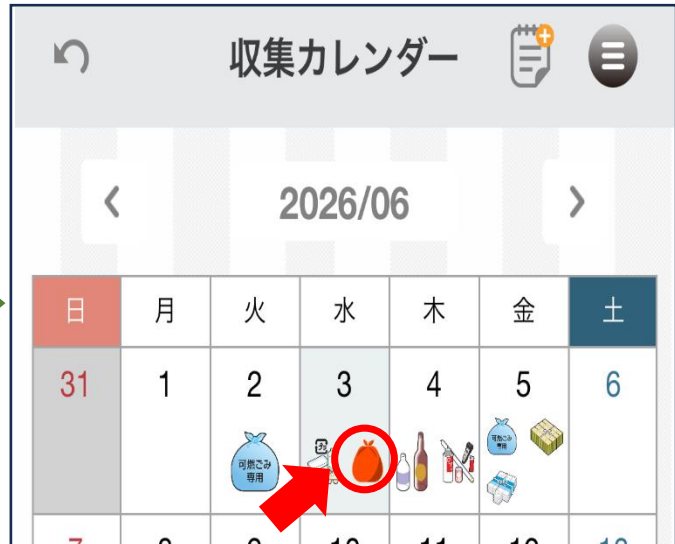 収集カレンダー
2026/06
日 月 火 水 木 金 土
31 1 2 3 4 5 6
可燃ごみ
専用
可燃ごみ
専用